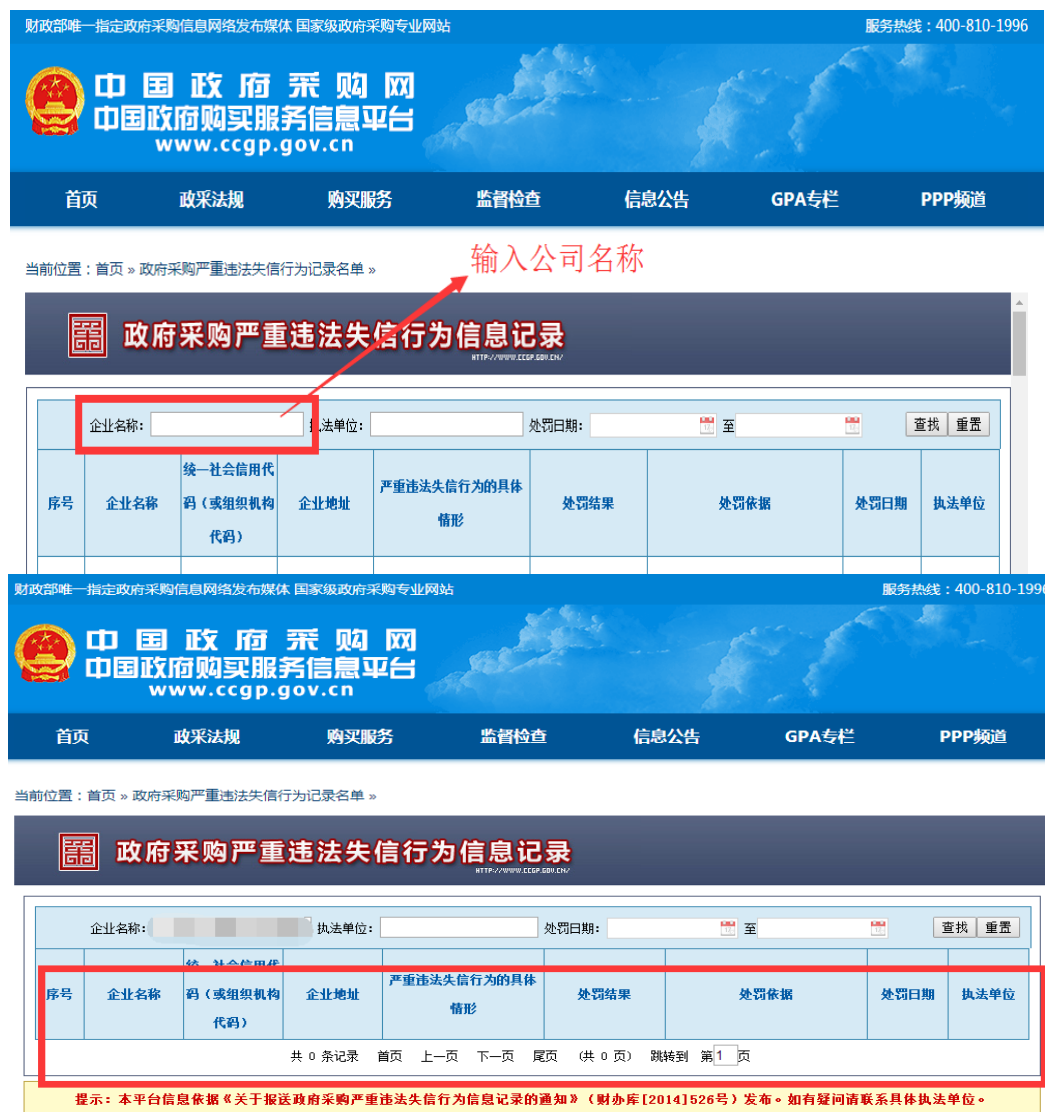 财政部唯一指定政府采购信息网络发布媒体 国家级政府采购专业网站 服务热线：400-810-1996
中国政府采购网
中国政府购买服务信息平台
www.ccgp.gov.cn
首页 政采法规 购买服务 监督检查 信息公告 GPA专栏 PPP频道
输入公司名称
当前位置：首页 » 政府采购严重违法失信行为记录名单 »
政府采购严重违法失信行为信息记录
HTTP://WWW.CCGP.GOV.CN/
企业名称: 执法单位: 处罚日期: 至 查找 重置
序号 企业名称 统一社会信用代码（或组织机构代码） 企业地址 严重违法失信行为的具体情形 处罚结果 处罚依据 处罚日期 执法单位
财政部唯一指定政府采购信息网络发布媒体 国家级政府采购专业网站 服务热线：400-810-1996
中国政府采购网
中国政府购买服务信息平台
www.ccgp.gov.cn
首页 政采法规 购买服务 监督检查 信息公告 GPA专栏 PPP频道
当前位置：首页 » 政府采购严重违法失信行为记录名单 »
政府采购严重违法失信行为信息记录
HTTP://WWW.CCGP.GOV.CN/
企业名称: 执法单位: 处罚日期: 至 查找 重置
序号 企业名称 统一社会信用代码（或组织机构代码） 企业地址 严重违法失信行为的具体情形 处罚结果 处罚依据 处罚日期 执法单位
共 0 条记录 首页 上一页 下一页 尾页 (共 0 页) 跳转到 第1页
提示：本平台信息依据《关于报送政府采购严重违法失信行为信息记录的通知》（财办库[2014]526号）发布。如有疑问请联系具体执法单位。